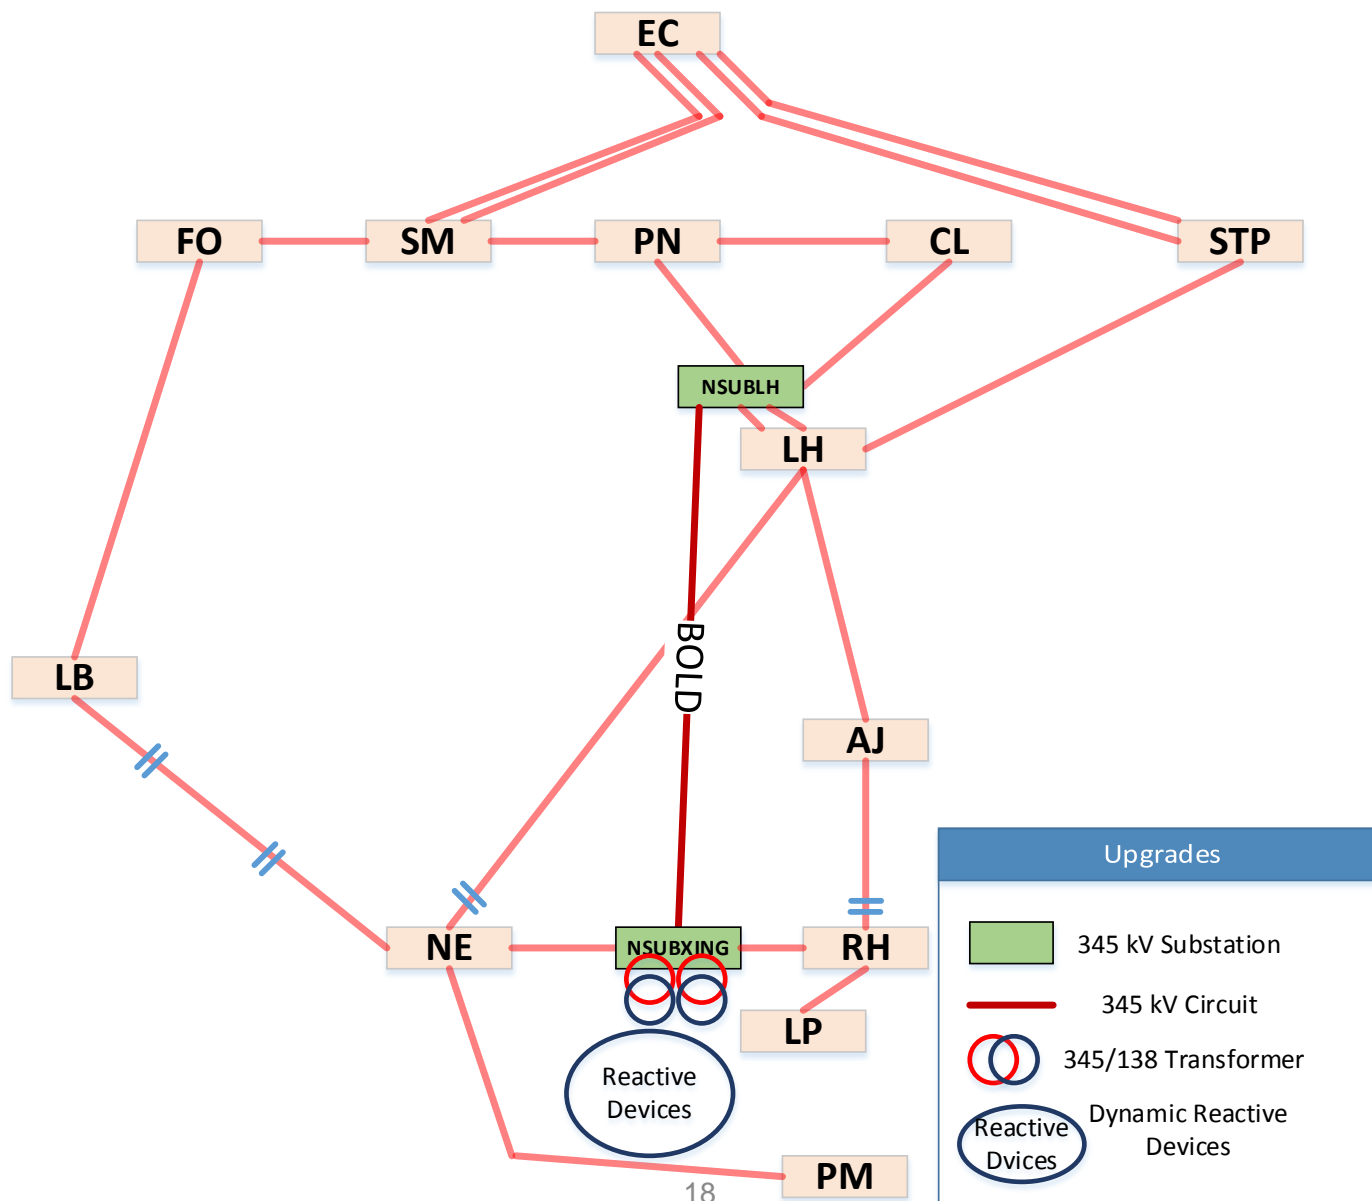 EC
FO
SM
PN
CL
STP
NSUBLH
LH
BOLD
LB
AJ
NE
NSUBXING
RH
LP
Reactive
Devices
PM
18
Upgrades
345 kV Substation
345 kV Circuit
345/138 Transformer
Reactive
Dvices
Dynamic Reactive
Devices